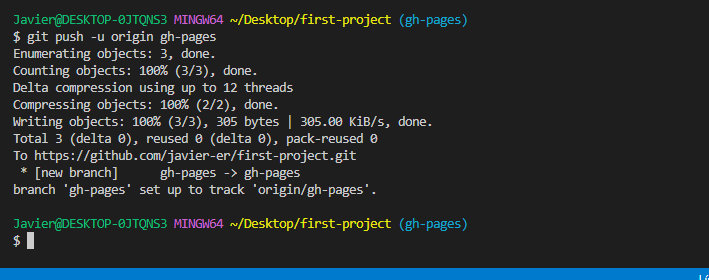 Javier@DESKTOP-0JTQNS3 MINGW64 ~/Desktop/first-project (gh-pages)
$ git push -u origin gh-pages
Enumerating objects: 3, done.
Counting objects: 100% (3/3), done.
Delta compression using up to 12 threads
Compressing objects: 100% (2/2), done.
Writing objects: 100% (3/3), 305 bytes | 305.00 KiB/s, done.
Total 3 (delta 0), reused 0 (delta 0), pack-reused 0
To https://github.com/javier-er/first-project.git
 * [new branch]      gh-pages -> gh-pages
branch 'gh-pages' set up to track 'origin/gh-pages'.
Javier@DESKTOP-0JTQNS3 MINGW64 ~/Desktop/first-project (gh-pages)
$